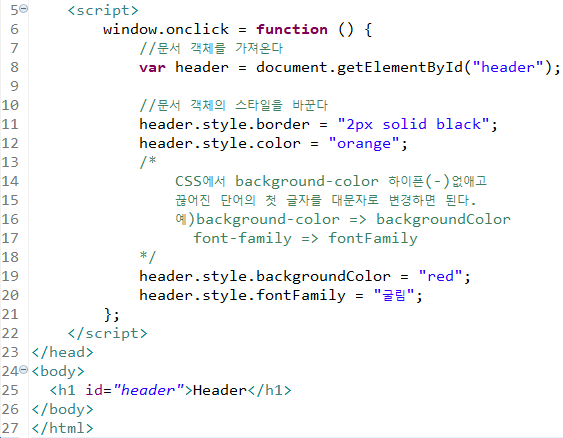 5 <script>
6 window.onclick = function () {
7 //문서 객체를 가져온다
8 var header = document.getElementById("header");
9
10 //문서 객체의 스타일을 바꾼다
11 header.style.border = "2px solid black";
12 header.style.color = "orange";
13 /*
14 CSS에서 background-color 하이픈(-)없애고
15 끊어진 단어의 첫 글자를 대문자로 변경하면 된다.
16 예)background-color => backgroundColor
17 font-family => fontFamily
18 */
19 header.style.backgroundColor = "red";
20 header.style.fontFamily = "굴림";
21 };
22 </script>
23 </head>
24 <body>
25 <h1 id="header">Header</h1>
26 </body>
27 </html>